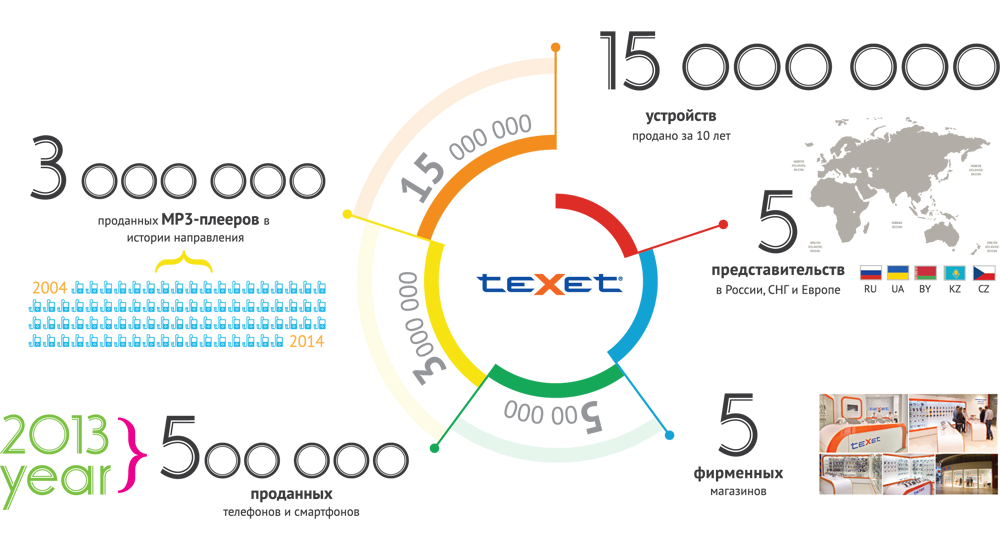 15 000 000
устройств
продано за 10 лет
3 000 000
проданных MP3-плееров в
истории направления
2004
2014
2013
year
500 000
проданных
телефонов и смартфонов
15 000 000
3 000 000
500 000
teXet®
5
представительств
в России, СНГ и Европе
RU UA BY KZ CZ
5
фирменных
магазинов
teXet